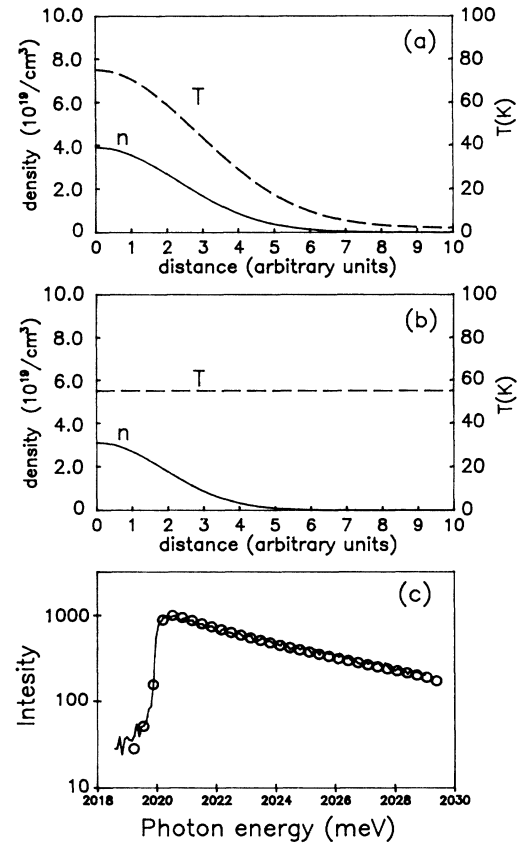 10.0 100
(a)
8.0 80
T
6.0 60
n
4.0 40
2.0 20
0 0
density (10¹⁹/cm³)
T(K)
0 1 2 3 4 5 6 7 8 9 10
distance (arbitrary units)
10.0 100
(b)
8.0 80
T
6.0 60
4.0 40
n
2.0 20
0 0
density (10¹⁹/cm³)
T(K)
0 1 2 3 4 5 6 7 8 9 10
distance (arbitrary units)
(c)
1000
100
10
Intesity
2018 2020 2022 2024 2026 2028 2030
Photon energy (meV)